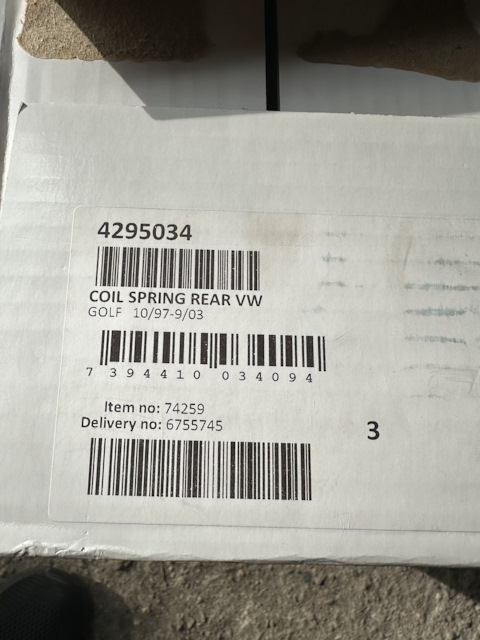 4295034
COIL SPRING REAR VW
GOLF 10/97-9/03
7 394410 034094
Item no: 74259
Delivery no: 6755745
3